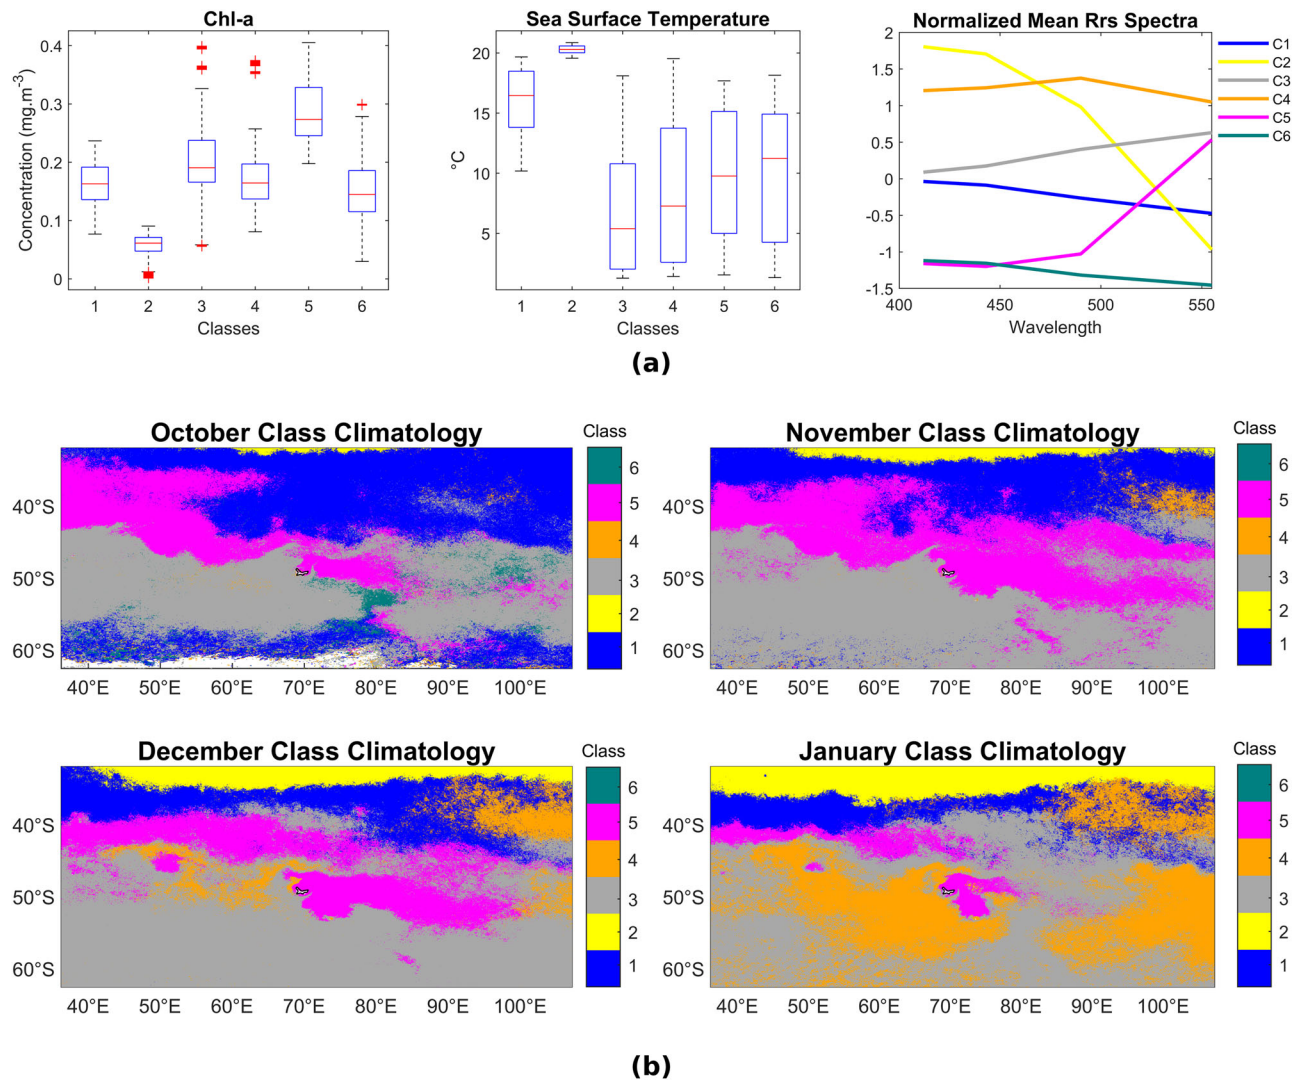 Chl-a
Concentration (mg.m-3)
0.4
0.3
0.2
0.1
0
1 2 3 4 5 6
Classes
Sea Surface Temperature
°C
20
15
10
5
1 2 3 4 5 6
Classes
Normalized Mean Rrs Spectra
2
1.5
1
0.5
0
-0.5
-1
-1.5
400 450 500 550
Wavelength
C1
C2
C3
C4
C5
C6
(a)
October Class Climatology
Class
40°S
50°S
60°S
40°E 50°E 60°E 70°E 80°E 90°E 100°E
6
5
4
3
2
1
November Class Climatology
Class
40°S
50°S
60°S
40°E 50°E 60°E 70°E 80°E 90°E 100°E
6
5
4
3
2
1
December Class Climatology
Class
40°S
50°S
60°S
40°E 50°E 60°E 70°E 80°E 90°E 100°E
6
5
4
3
2
1
January Class Climatology
Class
40°S
50°S
60°S
40°E 50°E 60°E 70°E 80°E 90°E 100°E
6
5
4
3
2
1
(b)